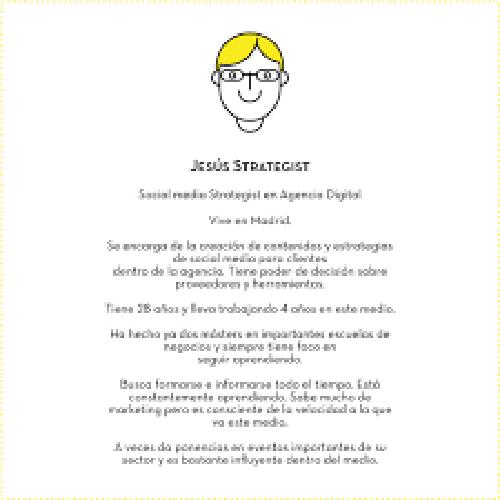 Jesús Strategist
Social media Strategist en Agencia Digital
Vive en Madrid.
Se encarga de la creación de contenidos y estrategias
de social media para clientes
dentro de la agencia. Tiene poder de decisión sobre
proveedores y herramientas.
Tiene 28 años y lleva trabajando 4 años en este medio.
Ha hecho ya dos másters en importantes escuelas de
negocios y siempre tiene foco en
seguir aprendiendo.
Busca formarse e informarse todo el tiempo. Está
constantemente aprendiendo. Sabe mucho de
marketing pero es consciente de la velocidad a la que
va este medio.
A veces da ponencias en eventos importantes de su
sector y es bastante influyente dentro del medio.